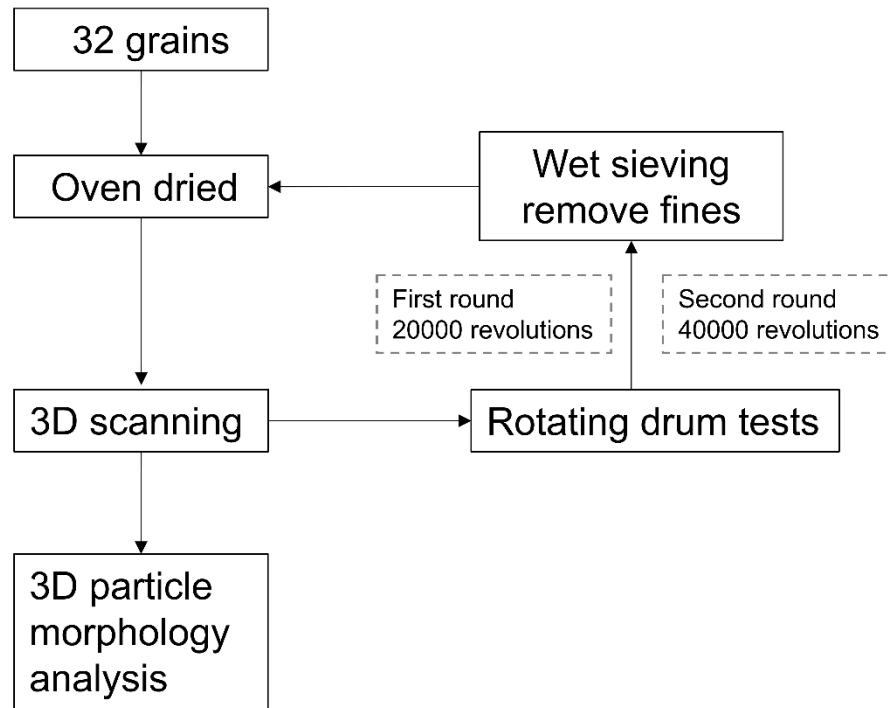 32 grains
Oven dried
Wet sieving
remove fines
First round
20000 revolutions
Second round
40000 revolutions
3D scanning
Rotating drum tests
3D particle
morphology
analysis